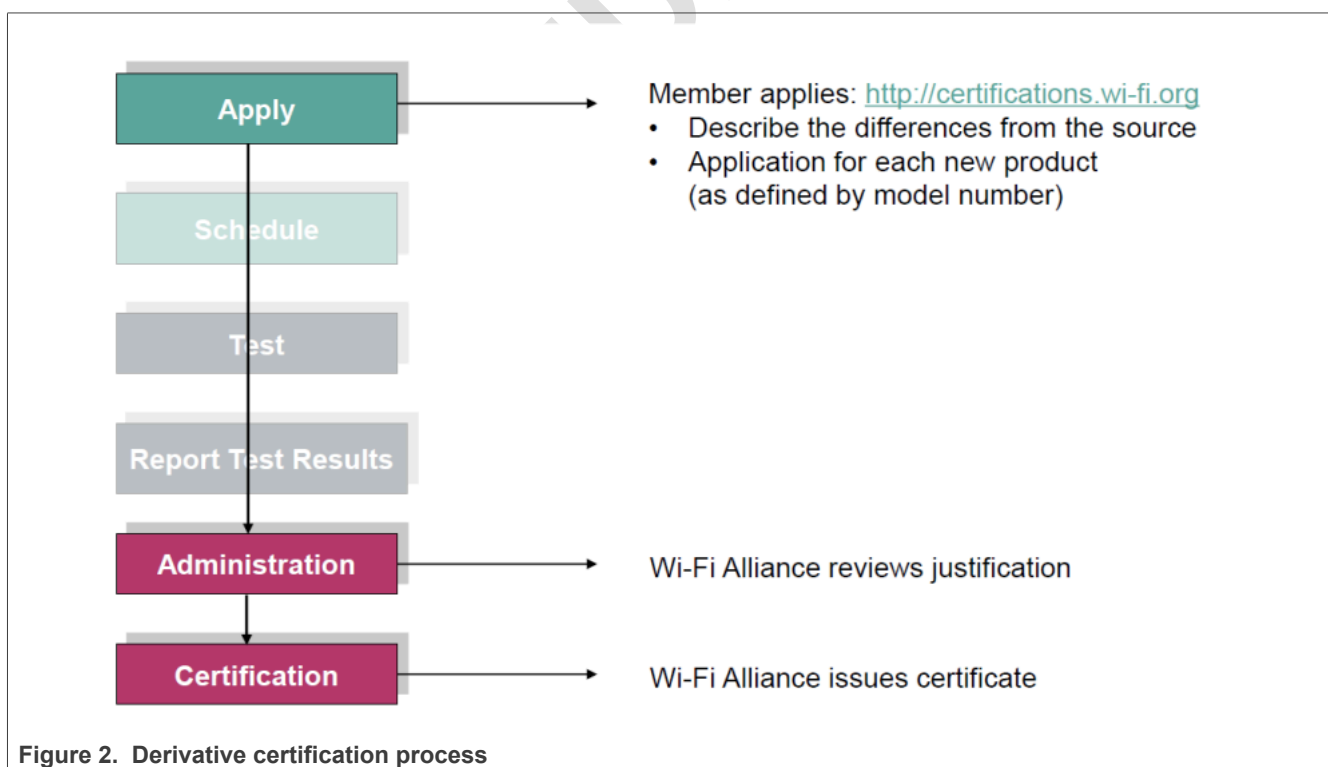 Apply
Member applies: http://certifications.wi-fi.org
• Describe the differences from the source
• Application for each new product
(as defined by model number)
Schedule
Test
Report Test Results
Administration
Wi-Fi Alliance reviews justification
Certification
Wi-Fi Alliance issues certificate
Figure 2. Derivative certification process